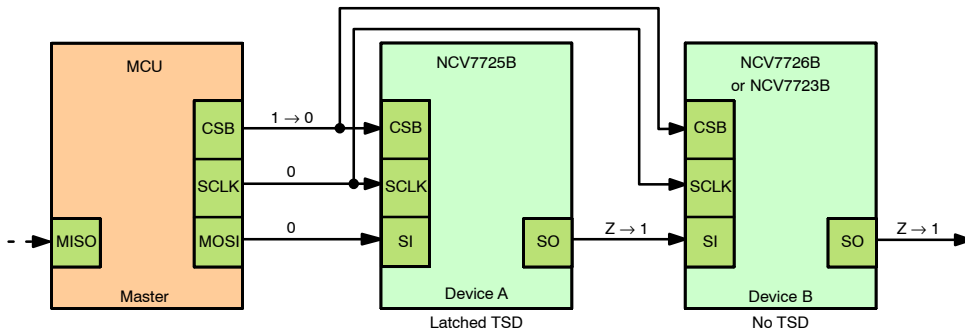 MCU
NCV7725B
NCV7726B
or NCV7723B
CSB
1 → 0
CSB
CSB
SCLK
0
SCLK
SCLK
MISO
MOSI
0
SI
SO
Z → 1
SI
SO
Z → 1
Master
Device A
Device B
Latched TSD
No TSD